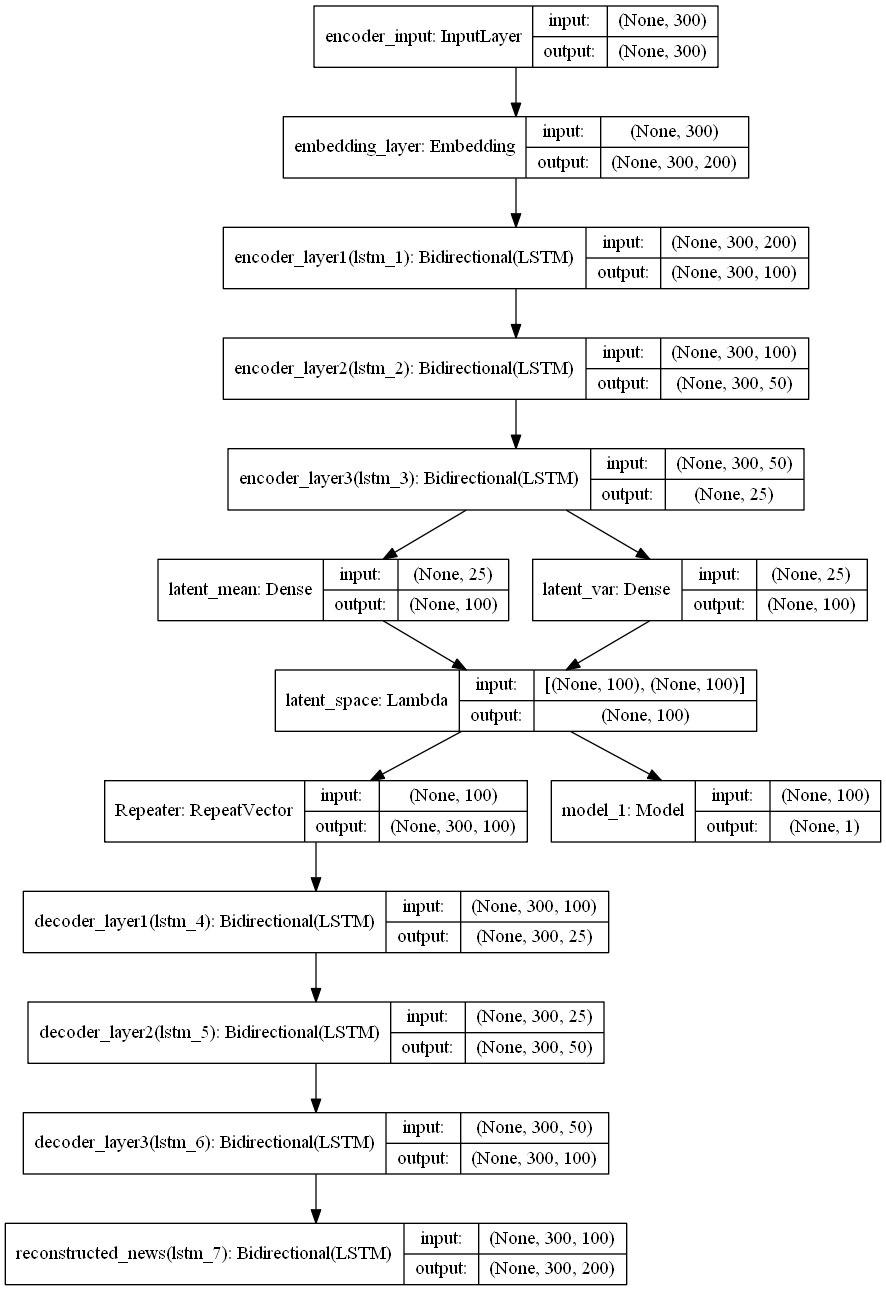 encoder_input: InputLayer
input: (None, 300)
output: (None, 300)
embedding_layer: Embedding
input: (None, 300)
output: (None, 300, 200)
encoder_layer1(lstm_1): Bidirectional(LSTM)
input: (None, 300, 200)
output: (None, 300, 100)
encoder_layer2(lstm_2): Bidirectional(LSTM)
input: (None, 300, 100)
output: (None, 300, 50)
encoder_layer3(lstm_3): Bidirectional(LSTM)
input: (None, 300, 50)
output: (None, 25)
latent_mean: Dense
input: (None, 25)
output: (None, 100)
latent_var: Dense
input: (None, 25)
output: (None, 100)
latent_space: Lambda
input: [(None, 100), (None, 100)]
output: (None, 100)
Repeater: RepeatVector
input: (None, 100)
output: (None, 300, 100)
model_1: Model
input: (None, 100)
output: (None, 1)
decoder_layer1(lstm_4): Bidirectional(LSTM)
input: (None, 300, 100)
output: (None, 300, 25)
decoder_layer2(lstm_5): Bidirectional(LSTM)
input: (None, 300, 25)
output: (None, 300, 50)
decoder_layer3(lstm_6): Bidirectional(LSTM)
input: (None, 300, 50)
output: (None, 300, 100)
reconstructed_news(lstm_7): Bidirectional(LSTM)
input: (None, 300, 100)
output: (None, 300, 200)